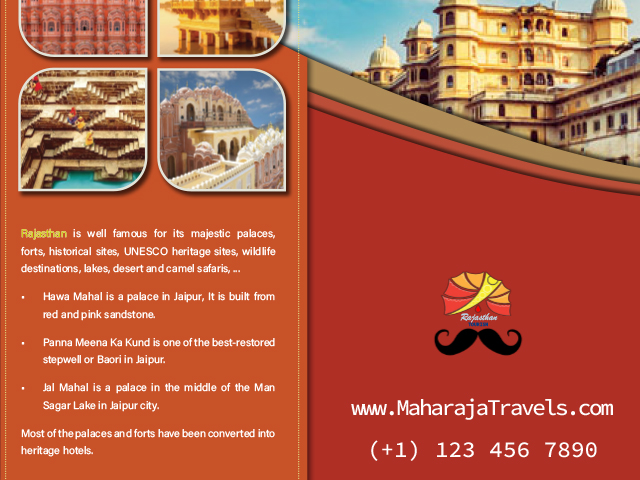 Rajasthan is well famous for its majestic palaces,
forts, historical sites, UNESCO heritage sites, wildlife
destinations, lakes, desert and camel safaris, ...
• Hawa Mahal is a palace in Jaipur, It is built from
red and pink sandstone.
• Panna Meena Ka Kund is one of the best-restored
stepwell or Baori in Jaipur.
• Jal Mahal is a palace in the middle of the Man
Sagar Lake in Jaipur city.
Most of the palaces and forts have been converted into
heritage hotels.
Rajasthan
www.MaharajaTravels.com
(+1) 123 456 7890